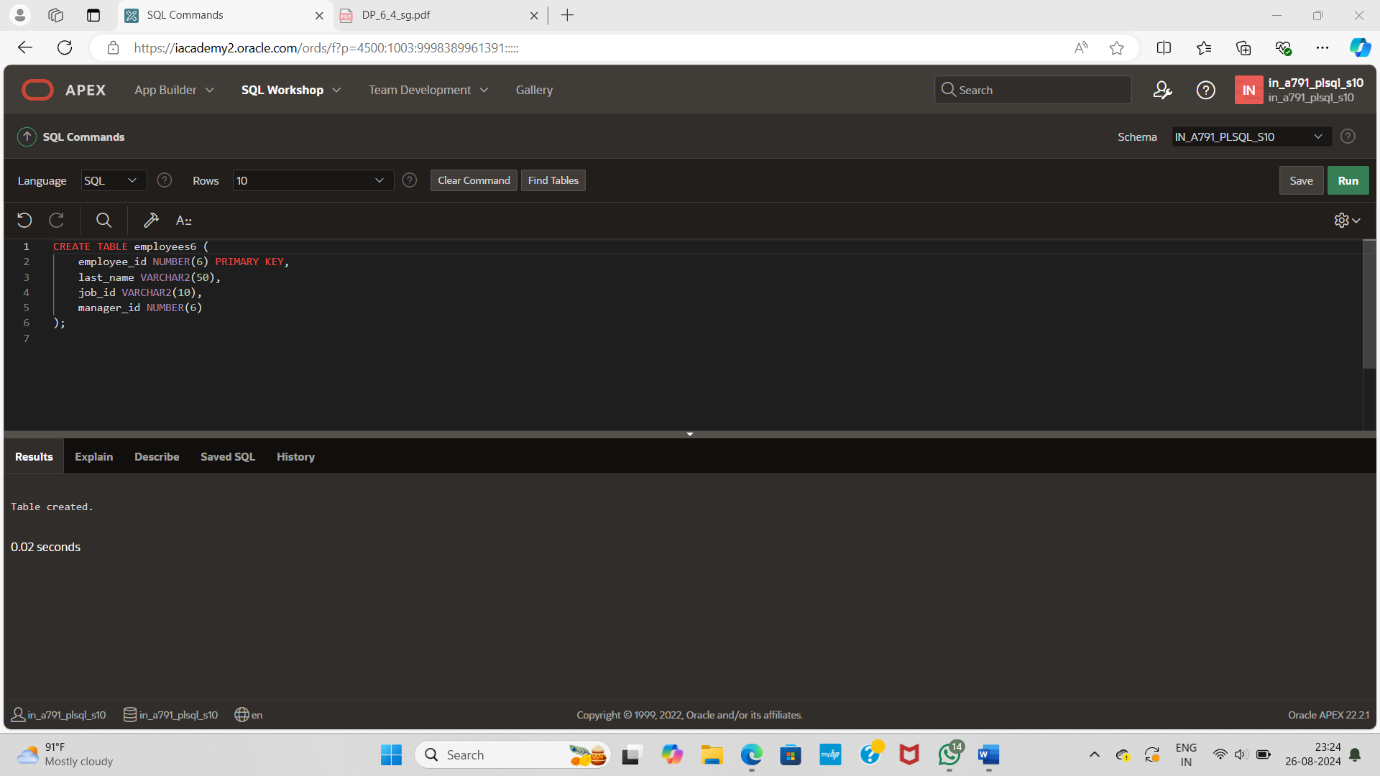 SQL Commands
DP_6_4_sg.pdf
https://iacademy2.oracle.com/ords/f?p=4500:1003:9998389961391:::::
APEX App Builder SQL Workshop Team Development Gallery Search IN in_a791_plsql_s10
in_a791_plsql_s10
SQL Commands Schema IN_A791_PLSQL_S10
Language SQL Rows 10 Clear Command Find Tables Save Run
1 CREATE TABLE employees6 (
2 employee_id NUMBER(6) PRIMARY KEY,
3 last_name VARCHAR2(50),
4 job_id VARCHAR2(10),
5 manager_id NUMBER(6)
6 );
7
Results Explain Describe Saved SQL History
Table created.
0.02 seconds
in_a791_plsql_s10 in_a791_plsql_s10 en Copyright © 1999, 2022, Oracle and/or its affiliates. Oracle APEX 22.2.1
91°F
Mostly cloudy
Search
myhp
14
ENG
IN
23:24
26-08-2024